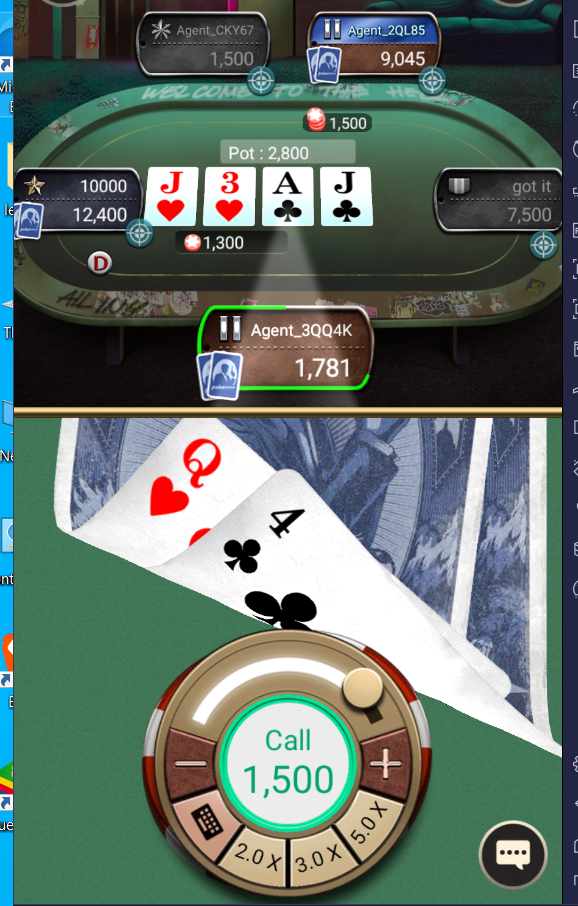 Agent_CKY67
1,500
Agent_2QL85
9,045
WELCOME TO THE
1,500
Pot : 2,800
10000
12,400
J
3
A
J
got it
7,500
1,300
D
Agent_3QQ4K
1,781
Q
4
Call
1,500
2.0 X
3.0 X
5.0 X